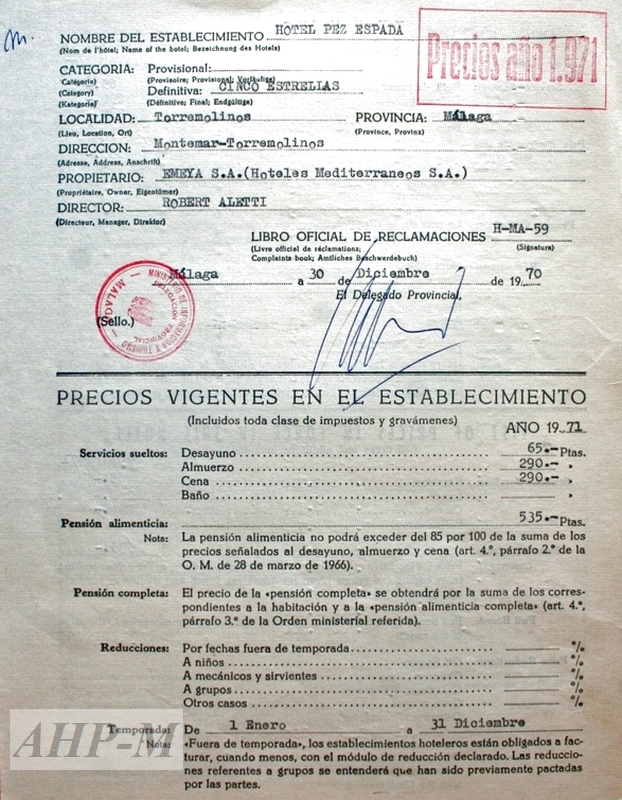 m.
NOMBRE DEL ESTABLECIMIENTO HOTEL PEZ ESPADA
(Nom de l'hôtel; Name of the hotel; Bezeichnung des Hotels)
Precios año 1.971
CATEGORIA: Provisional:
(Catégorie) (Provisoire; Provisional; Vorläufige)
(Category) Definitiva: CINCO ESTRELLAS
(Kategorie) (Définitive; Final; Endgültige)
LOCALIDAD: Torremolinos PROVINCIA: Málaga
(Lieu, Location, Ort) (Province, Provinz)
DIRECCION: Montemar-Torremolinos
(Adresse, Address, Anschrift)
PROPIETARIO: EMEYA S.A.(Hoteles Mediterraneos S.A.)
(Propriétaire, Owner, Eigentümer)
DIRECTOR: ROBERT ALETTI
(Directeur, Manager, Direktor)
LIBRO OFICIAL DE RECLAMACIONES H-MA-59
(Livre officiel de réclamations; (Signatura)
Complaints book; Amtliches Beschwerdebuch)
Málaga a 30 de Diciembre de 1970
El Delegado Provincial,
MINISTERIO DE INFORMACION Y TURISMO
DELEGACION PROVINCIAL
MALAGA
(Sello.)
PRECIOS VIGENTES EN EL ESTABLECIMIENTO
(Incluidos toda clase de impuestos y gravámenes) AÑO 1971
Servicios sueltos: Desayuno 65.- Ptas.
Almuerzo 290.- »
Cena 290.- »
Baño »
Pensión alimenticia: 535.- Ptas.
Nota: La pensión alimenticia no podrá exceder del 85 por 100 de la suma de los
precios señalados al desayuno, almuerzo y cena (art. 4.º, párrafo 2.º de la
O. M. de 28 de marzo de 1966).
Pensión completa: El precio de la «pensión completa» se obtendrá por la suma de los corres-
pondientes a la habitación y a la «pensión alimenticia completa» (art. 4.º,
párrafo 3.º de la Orden ministerial referida).
Reducciones: Por fechas fuera de temporada %
A niños %
A mecánicos y sirvientes %
A grupos %
Otros casos %
Temporada: De 1 Enero a 31 Diciembre
Nota: «Fuera de temporada», los establecimientos hoteleros están obligados a fac-
turar, cuando menos, con el módulo de reducción declarado. Las reduccio-
nes referentes a grupos se entenderá que han sido previamente pactadas
por las partes.
AHP-M